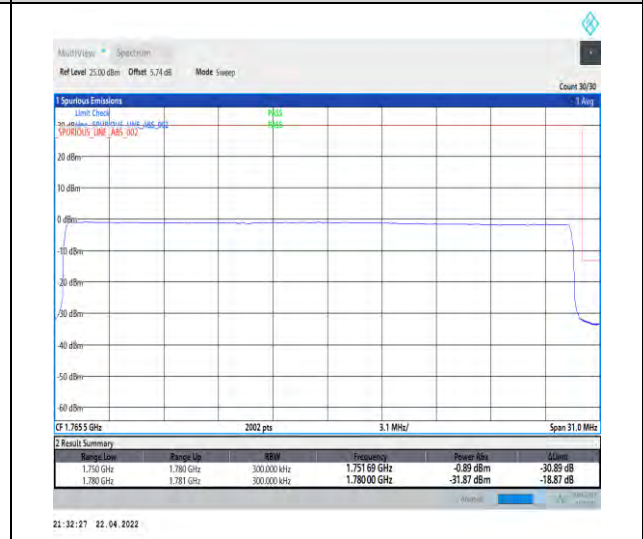 MultiView Spectrum
Ref Level 25.00 dBm Offset 5.74 dB Mode Sweep
Count 30/30
1 Spurious Emissions 1 Avg
Limit Check PASS
SPURIOUS_LINE_ABS_002 PASS
SPURIOUS_LINE_ABS_002
20 dBm
10 dBm
0 dBm
-10 dBm
-20 dBm
-30 dBm
-40 dBm
-50 dBm
-60 dBm
CF 1.765 5 GHz 2002 pts 3.1 MHz/ Span 31.0 MHz
2 Result Summary
Range Low Range Up RBW Frequency Power Abs ΔLimit
1.750 GHz 1.780 GHz 300.000 kHz 1.751 69 GHz -0.89 dBm -30.89 dB
1.780 GHz 1.781 GHz 300.000 kHz 1.780 00 GHz -31.87 dBm -18.87 dB
21:32:27 22.04.2022